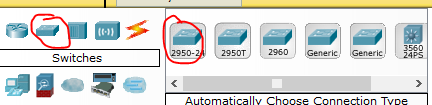 2950-24
2950T
2960
Generic
Generic
3560
24PS
Switches
Automatically Choose Connection Type